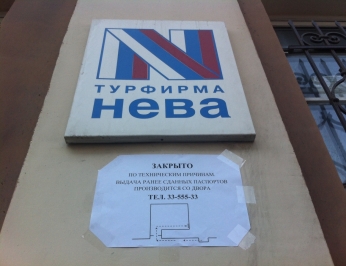 ТУРФИРМА
Нева
ЗАКРЫТО
ПО ТЕХНИЧЕСКИМ ПРИЧИНАМ.
ВЫДАЧА РАНЕЕ СДАННЫХ ПАСПОРТОВ
ПРОИЗВОДИТСЯ СО ДВОРА
ТЕЛ. 33-555-33